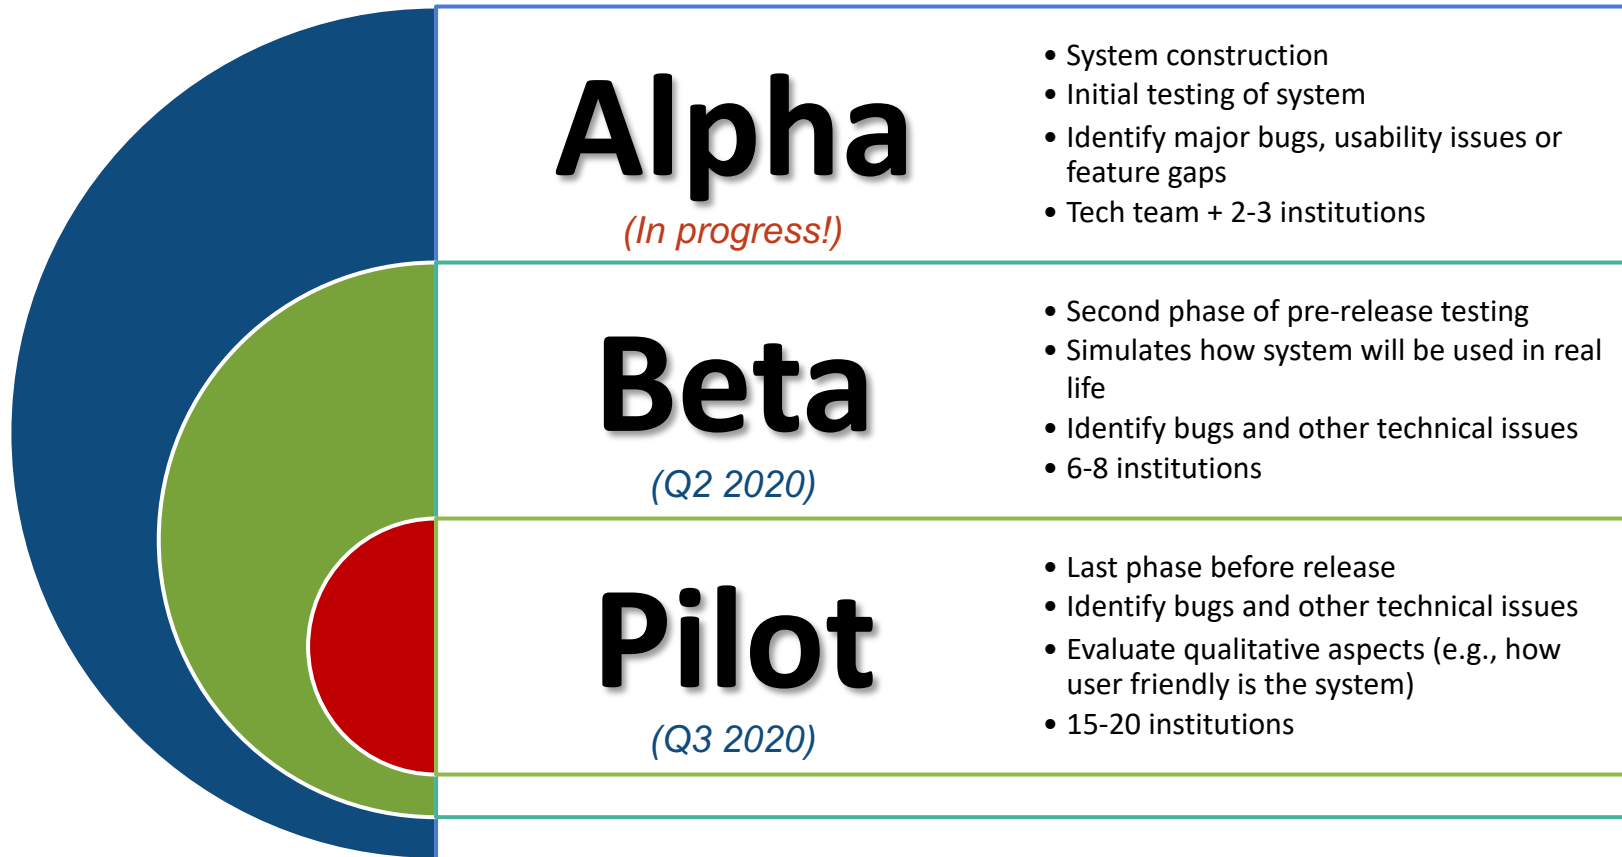 Alpha
(In progress!)
• System construction
• Initial testing of system
• Identify major bugs, usability issues or
feature gaps
• Tech team + 2-3 institutions
Beta
(Q2 2020)
• Second phase of pre-release testing
• Simulates how system will be used in real
life
• Identify bugs and other technical issues
• 6-8 institutions
Pilot
(Q3 2020)
• Last phase before release
• Identify bugs and other technical issues
• Evaluate qualitative aspects (e.g., how
user friendly is the system)
• 15-20 institutions